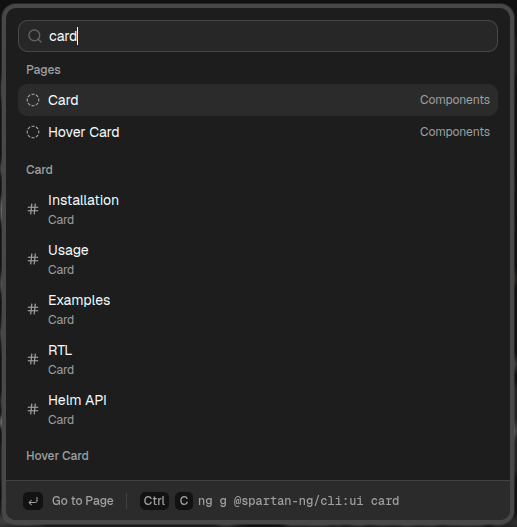 card
Pages
Card Components
Hover Card Components
Card
# Installation
Card
# Usage
Card
# Examples
Card
# RTL
Card
# Helm API
Card
Hover Card
Go to Page Ctrl C ng g @spartan-ng/cli:ui card